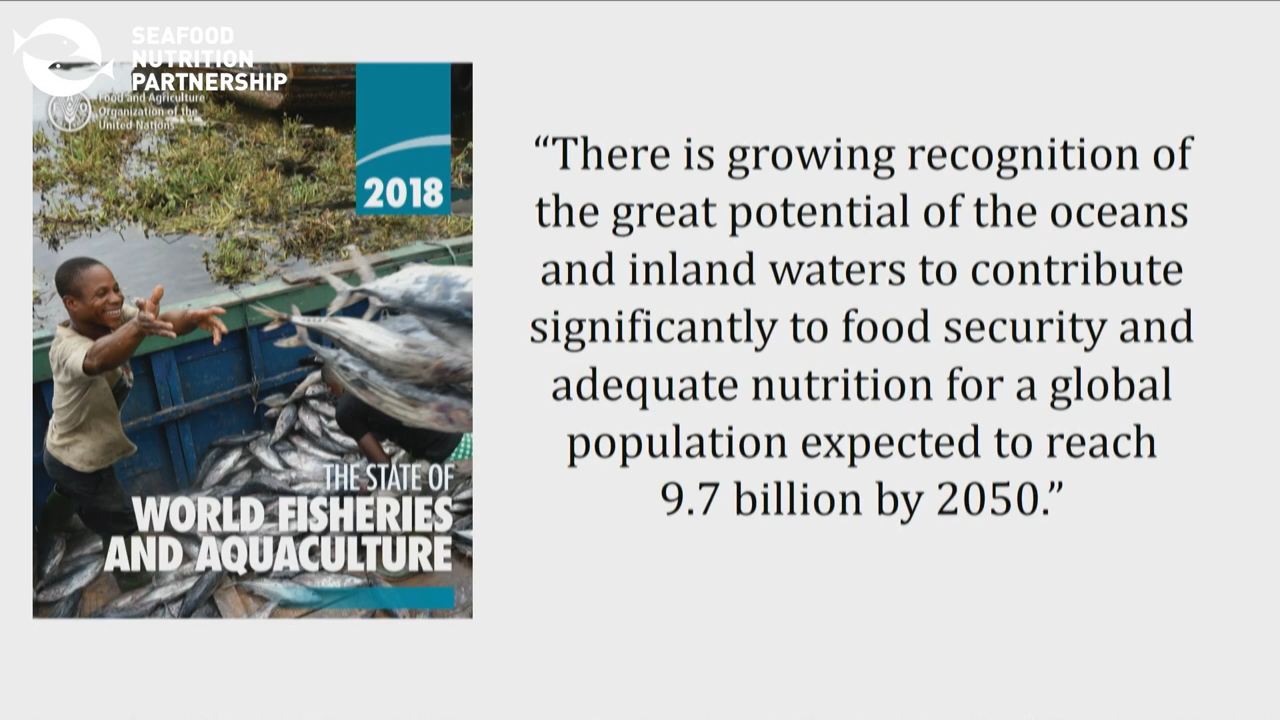 SEAFOOD
NUTRITION
PARTNERSHIP
Food and Agriculture
Organization of the
United Nations
2018
THE STATE OF
WORLD FISHERIES
AND AQUACULTURE
“There is growing recognition of
the great potential of the oceans
and inland waters to contribute
significantly to food security and
adequate nutrition for a global
population expected to reach
9.7 billion by 2050.”